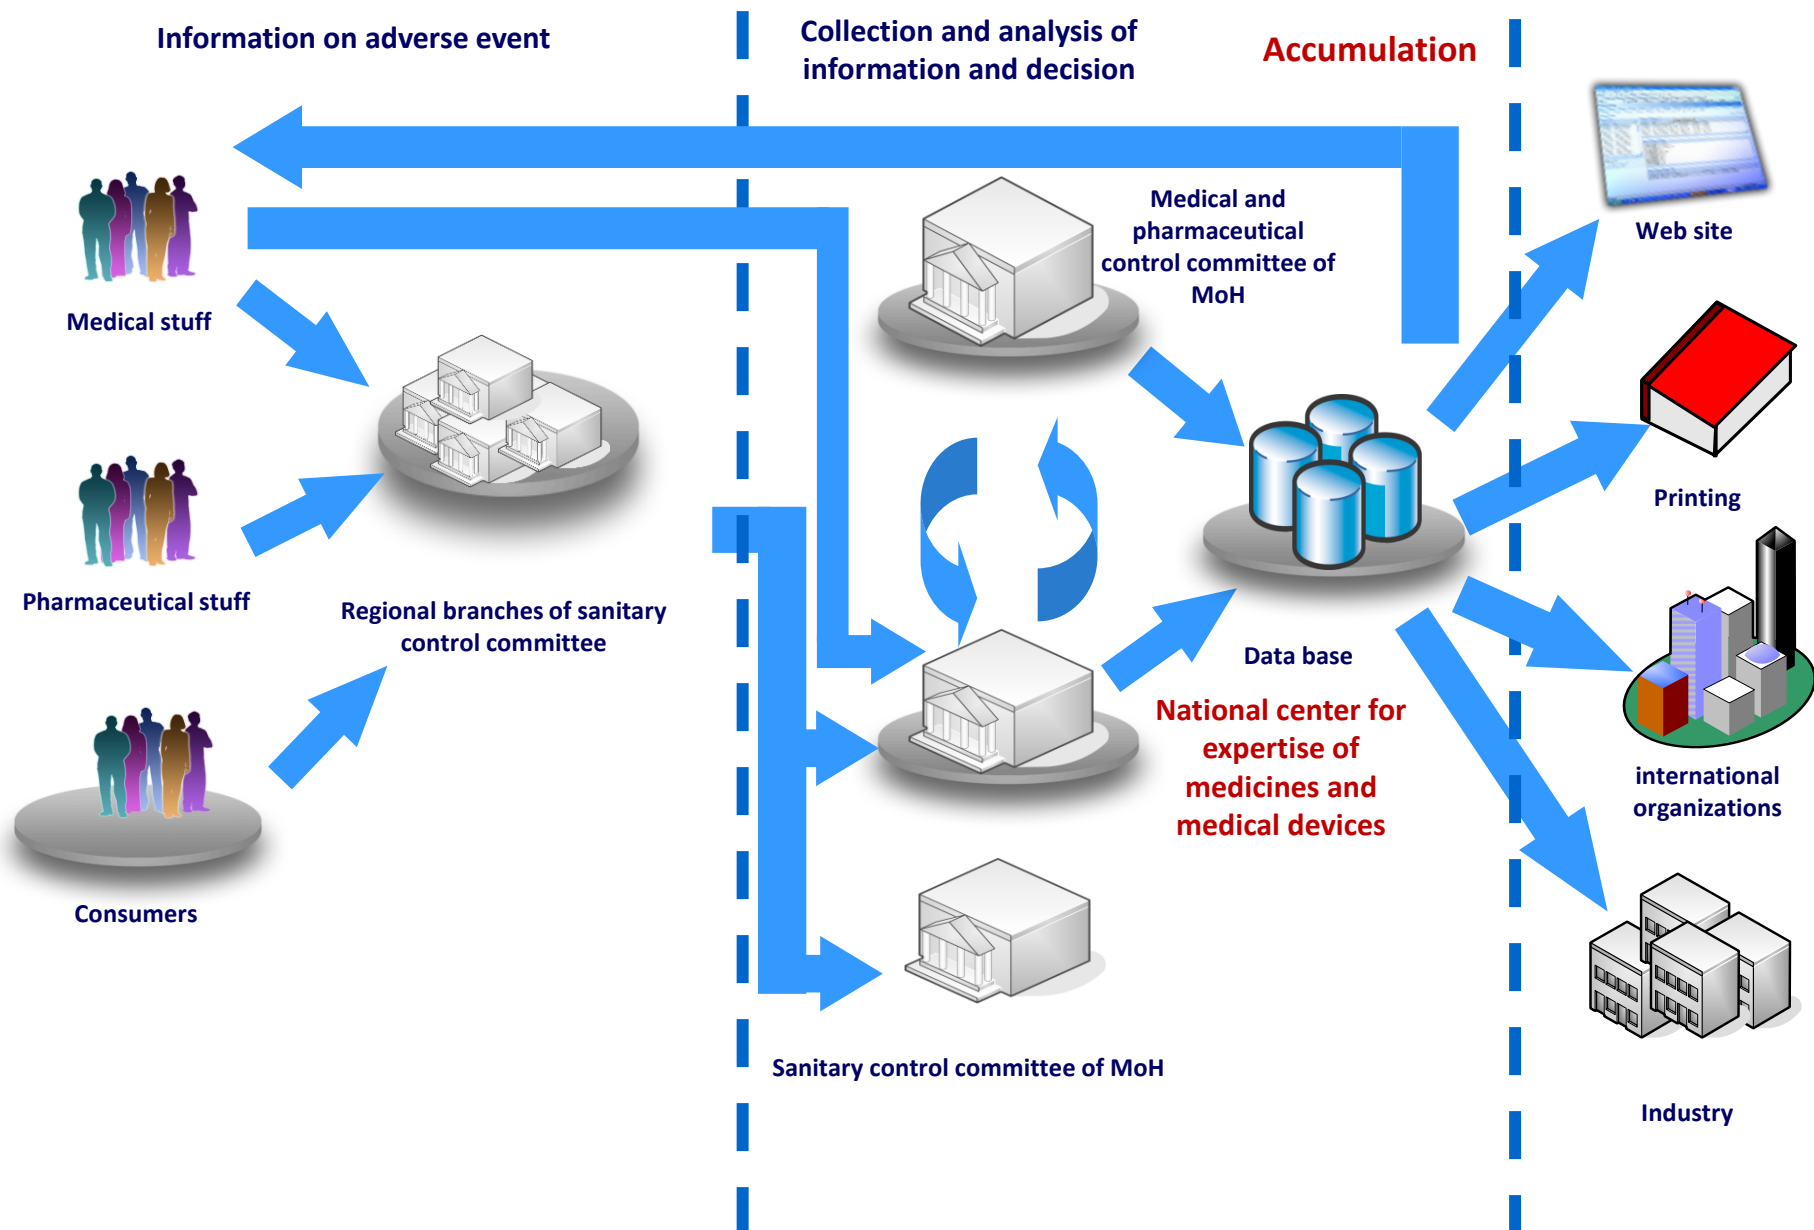 Information on adverse event
Collection and analysis of
information and decision
Accumulation
Medical and
pharmaceutical
control committee of
MoH
Web site
Medical stuff
Printing
Pharmaceutical stuff
Regional branches of sanitary
control committee
Data base
National center for
expertise of
medicines and
medical devices
international
organizations
Consumers
Sanitary control committee of MoH
Industry